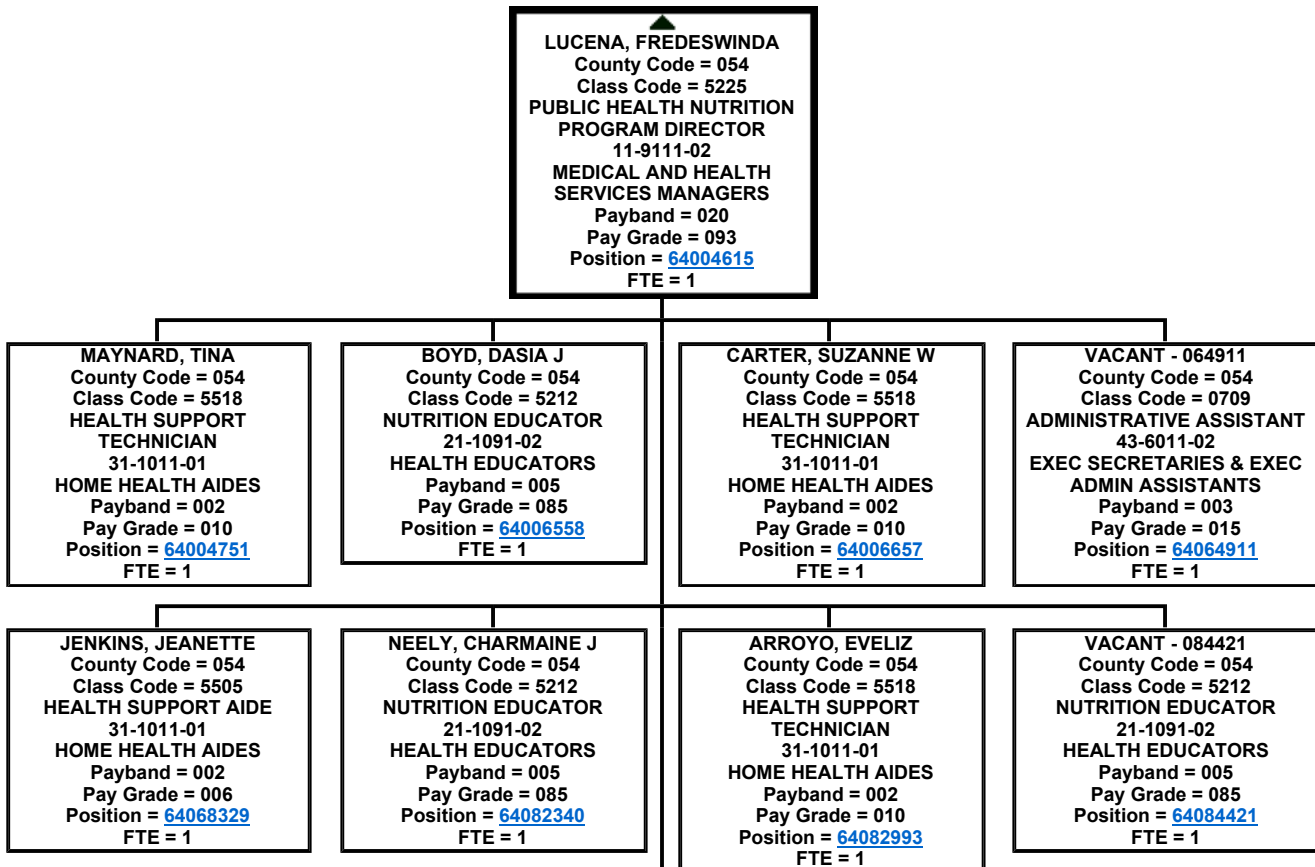 LUCENA, FREDESWINDA
County Code = 054
Class Code = 5225
PUBLIC HEALTH NUTRITION
PROGRAM DIRECTOR
11-9111-02
MEDICAL AND HEALTH
SERVICES MANAGERS
Payband = 020
Pay Grade = 093
Position = 64004615
FTE = 1
MAYNARD, TINA
County Code = 054
Class Code = 5518
HEALTH SUPPORT
TECHNICIAN
31-1011-01
HOME HEALTH AIDES
Payband = 002
Pay Grade = 010
Position = 64004751
FTE = 1
BOYD, DASIA J
County Code = 054
Class Code = 5212
NUTRITION EDUCATOR
21-1091-02
HEALTH EDUCATORS
Payband = 005
Pay Grade = 085
Position = 64006558
FTE = 1
CARTER, SUZANNE W
County Code = 054
Class Code = 5518
HEALTH SUPPORT
TECHNICIAN
31-1011-01
HOME HEALTH AIDES
Payband = 002
Pay Grade = 010
Position = 64006657
FTE = 1
VACANT - 064911
County Code = 054
Class Code = 0709
ADMINISTRATIVE ASSISTANT
43-6011-02
EXEC SECRETARIES & EXEC
ADMIN ASSISTANTS
Payband = 003
Pay Grade = 015
Position = 64064911
FTE = 1
JENKINS, JEANETTE
County Code = 054
Class Code = 5505
HEALTH SUPPORT AIDE
31-1011-01
HOME HEALTH AIDES
Payband = 002
Pay Grade = 006
Position = 64068329
FTE = 1
NEELY, CHARMAINE J
County Code = 054
Class Code = 5212
NUTRITION EDUCATOR
21-1091-02
HEALTH EDUCATORS
Payband = 005
Pay Grade = 085
Position = 64082340
FTE = 1
ARROYO, EVELIZ
County Code = 054
Class Code = 5518
HEALTH SUPPORT
TECHNICIAN
31-1011-01
HOME HEALTH AIDES
Payband = 002
Pay Grade = 010
Position = 64082993
FTE = 1
VACANT - 084421
County Code = 054
Class Code = 5212
NUTRITION EDUCATOR
21-1091-02
HEALTH EDUCATORS
Payband = 005
Pay Grade = 085
Position = 64084421
FTE = 1